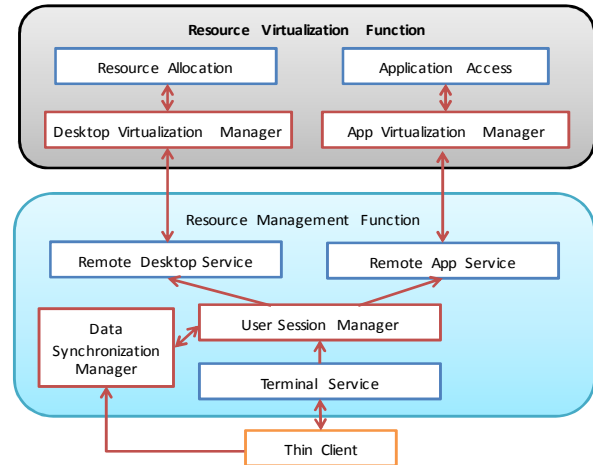 Resource Virtualization Function
Resource Allocation
Application Access
Desktop Virtualization Manager
App Virtualization Manager
Resource Management Function
Remote Desktop Service
Remote App Service
Data
Synchronization
Manager
User Session Manager
Terminal Service
Thin Client